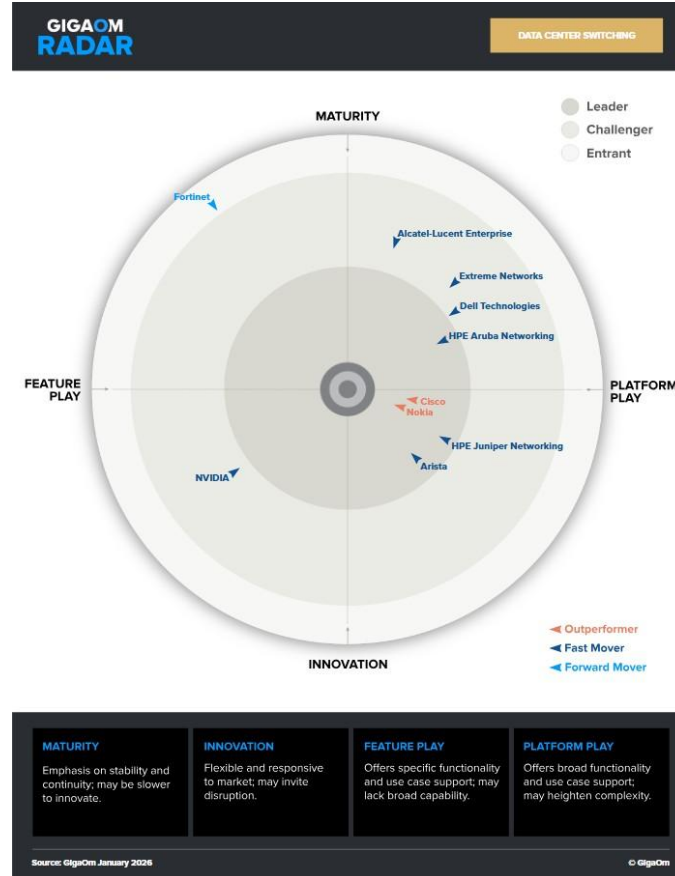 GIGAOM
RADAR
DATA CENTER SWITCHING
Leader
Challenger
Entrant
MATURITY
Fortinet
Alcatel-Lucent Enterprise
Extreme Networks
Dell Technologies
HPE Aruba Networking
FEATURE
PLAY
PLATFORM
PLAY
Cisco
Nokia
HPE Juniper Networking
Arista
NVIDIA
INNOVATION
Outperformer
Fast Mover
Forward Mover
MATURITY
Emphasis on stability and
continuity; may be slower
to innovate.
INNOVATION
Flexible and responsive
to market; may invite
disruption.
FEATURE PLAY
Offers specific functionality
and use case support; may
lack broad capability.
PLATFORM PLAY
Offers broad functionality
and use case support;
may heighten complexity.
Source: GigaOm January 2026
© GigaOm